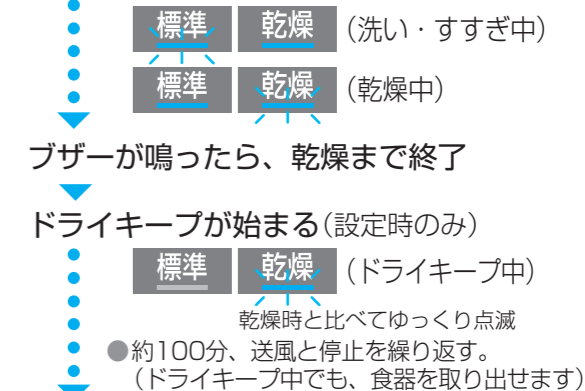 標準 乾燥 (洗い・すすぎ中)
標準 乾燥 (乾燥中)
ブザーが鳴ったら、乾燥まで終了
ドライキープが始まる(設定時のみ)
標準 乾燥 (ドライキープ中)
乾燥時と比べてゆっくり点滅
●約100分、送風と停止を繰り返す。
(ドライキープ中でも、食器を取り出せます)